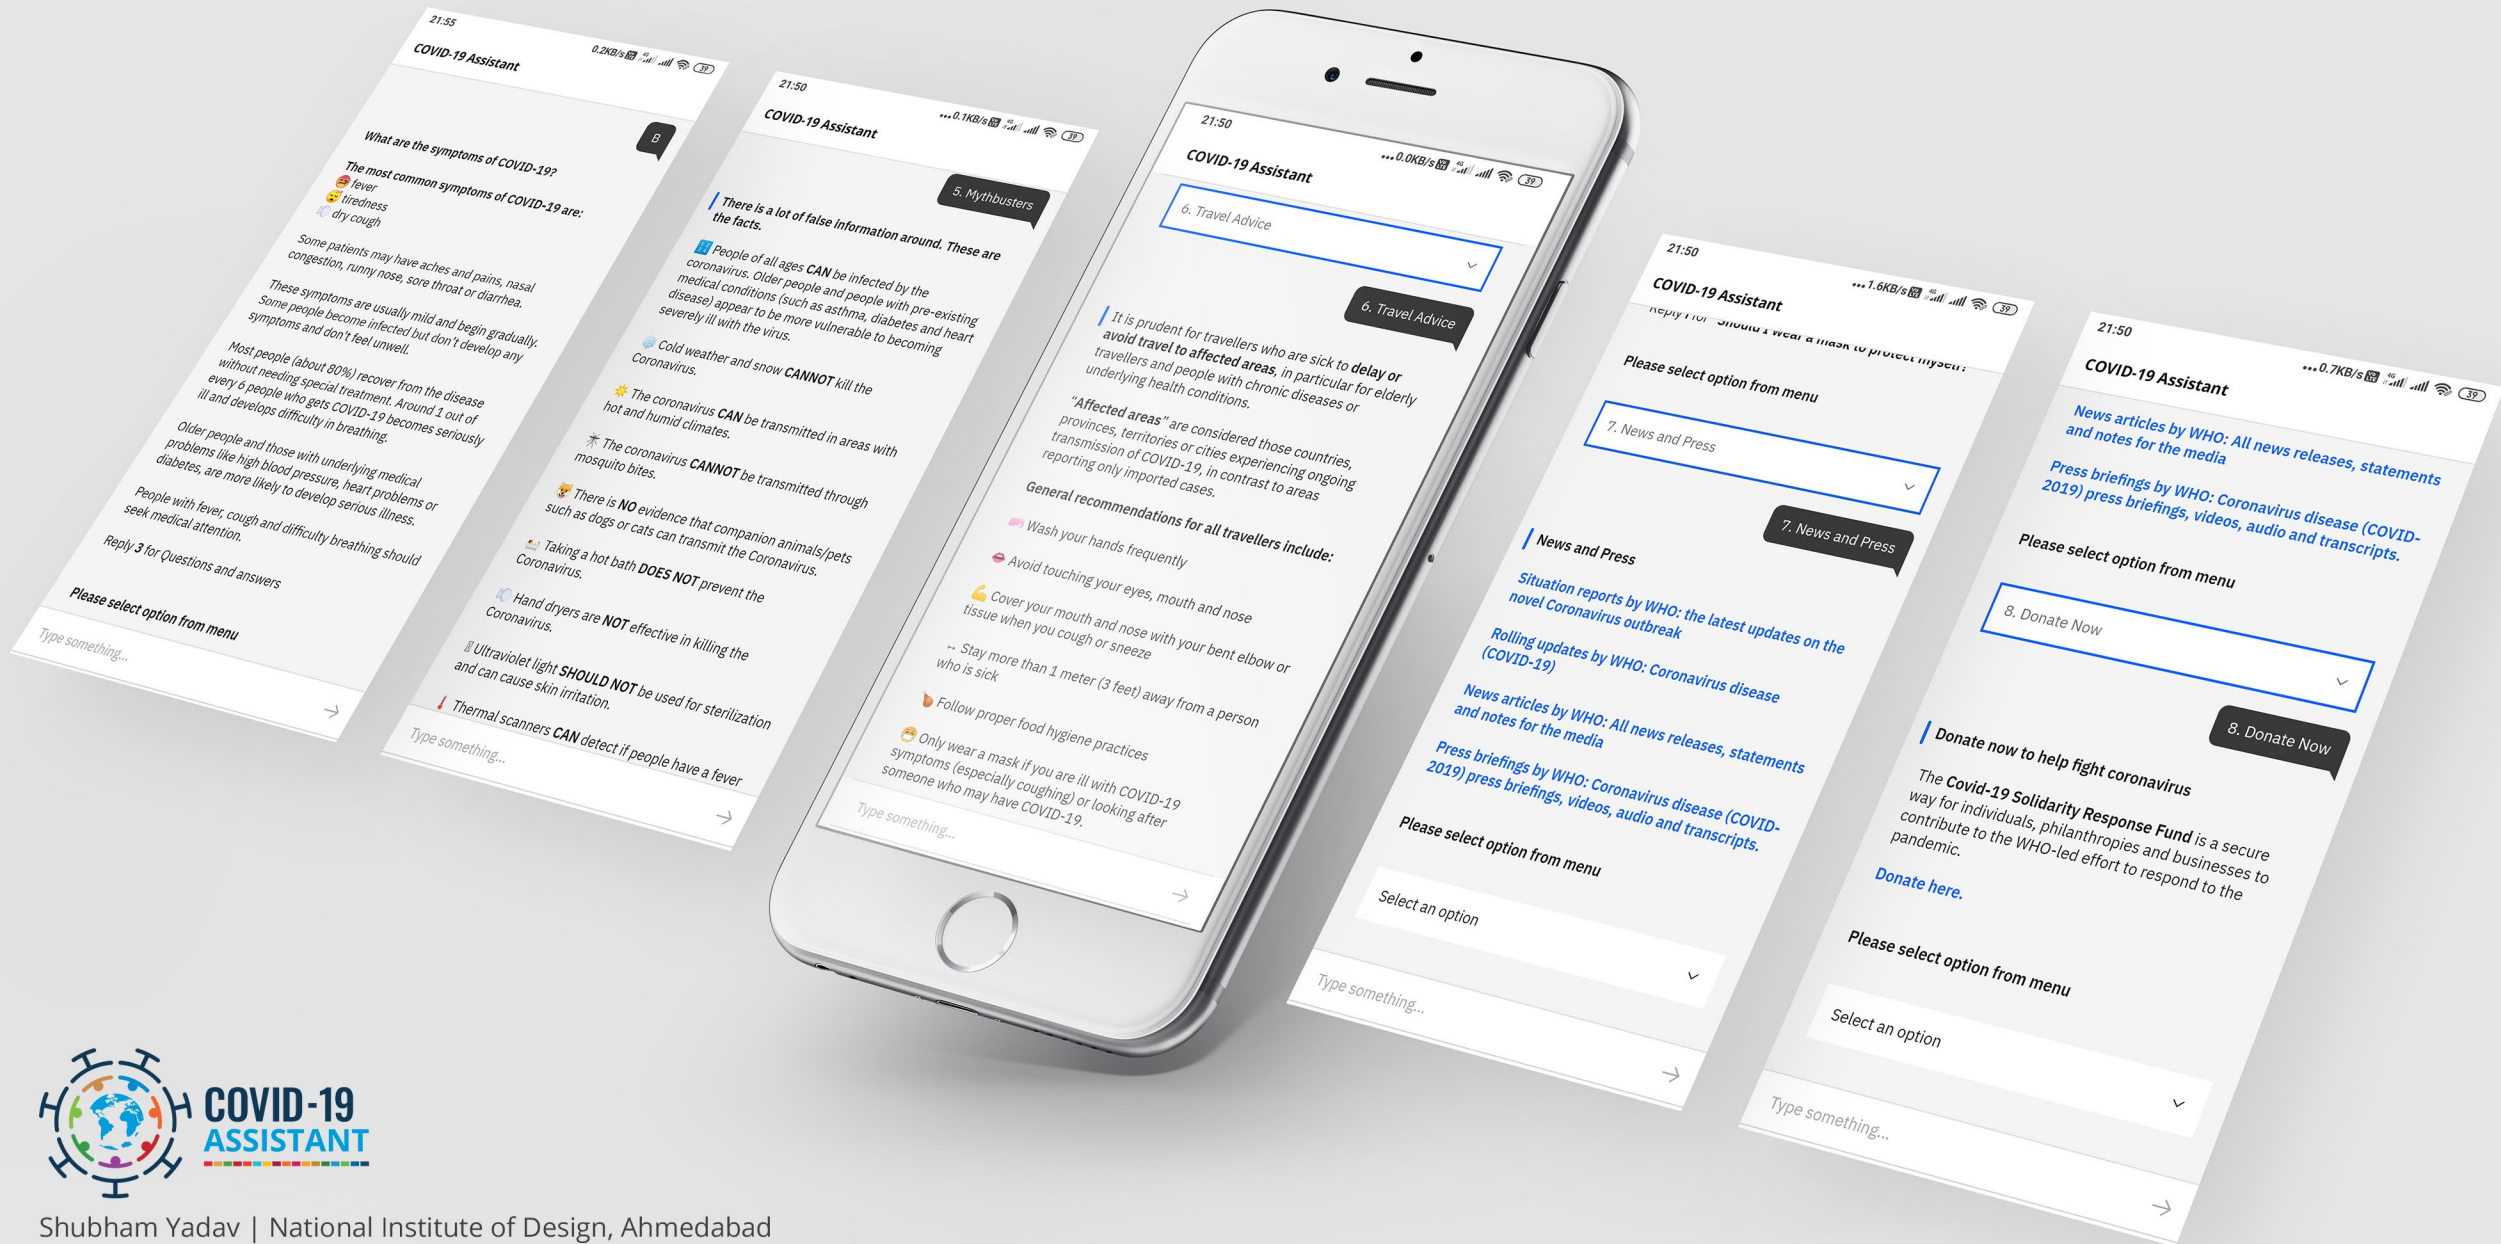 21:55
0.2KB/s 4G 39
COVID-19 Assistant
B
What are the symptoms of COVID-19?
The most common symptoms of COVID-19 are:
fever
tiredness
dry cough
Some patients may have aches and pains, nasal
congestion, runny nose, sore throat or diarrhea.
These symptoms are usually mild and begin gradually.
Some people become infected but don't develop any
symptoms and don't feel unwell.
Most people (about 80%) recover from the disease
without needing special treatment. Around 1 out of
every 6 people who gets COVID-19 becomes seriously
ill and develops difficulty in breathing.
Older people and those with underlying medical
problems like high blood pressure, heart problems or
diabetes, are more likely to develop serious illness.
People with fever, cough and difficulty breathing should
seek medical attention.
Reply 3 for Questions and answers
Please select option from menu
Type something...
21:50
...0.1KB/s 4G 39
COVID-19 Assistant
5. Mythbusters
There is a lot of false information around. These are
the facts.
People of all ages CAN be infected by the
coronavirus. Older people and people with pre-existing
medical conditions (such as asthma, diabetes and heart
disease) appear to be more vulnerable to becoming
severely ill with the virus.
Cold weather and snow CANNOT kill the
Coronavirus.
The coronavirus CAN be transmitted in areas with
hot and humid climates.
The coronavirus CANNOT be transmitted through
mosquito bites.
There is NO evidence that companion animals/pets
such as dogs or cats can transmit the Coronavirus.
Taking a hot bath DOES NOT prevent the
Coronavirus.
Hand dryers are NOT effective in killing the
Coronavirus.
Ultraviolet light SHOULD NOT be used for sterilization
and can cause skin irritation.
Thermal scanners CAN detect if people have a fever
Type something...
21:50
...0.0KB/s 4G 39
COVID-19 Assistant
6. Travel Advice
6. Travel Advice
It is prudent for travellers who are sick to delay or
avoid travel to affected areas, in particular for elderly
travellers and people with chronic diseases or
underlying health conditions.
"Affected areas" are considered those countries,
provinces, territories or cities experiencing ongoing
transmission of COVID-19, in contrast to areas
reporting only imported cases.
General recommendations for all travellers include:
Wash your hands frequently
Avoid touching your eyes, mouth and nose
Cover your mouth and nose with your bent elbow or
tissue when you cough or sneeze
↔ Stay more than 1 meter (3 feet) away from a person
who is sick
Follow proper food hygiene practices
Only wear a mask if you are ill with COVID-19
symptoms (especially coughing) or looking after
someone who may have COVID-19.
Type something...
21:50
...1.6KB/s 4G 39
COVID-19 Assistant
Reply 1 for "Should I wear a mask to protect myself?
Please select option from menu
7. News and Press
7. News and Press
News and Press
Situation reports by WHO: the latest updates on the
novel Coronavirus outbreak
Rolling updates by WHO: Coronavirus disease
(COVID-19)
News articles by WHO: All news releases, statements
and notes for the media
Press briefings by WHO: Coronavirus disease (COVID-
2019) press briefings, videos, audio and transcripts.
Please select option from menu
Select an option
Type something...
21:50
...0.7KB/s 4G 39
COVID-19 Assistant
News articles by WHO: All news releases, statements
and notes for the media
Press briefings by WHO: Coronavirus disease (COVID-
2019) press briefings, videos, audio and transcripts.
Please select option from menu
8. Donate Now
8. Donate Now
Donate now to help fight coronavirus
The Covid-19 Solidarity Response Fund is a secure
way for individuals, philanthropies and businesses to
contribute to the WHO-led effort to respond to the
pandemic.
Donate here.
Please select option from menu
Select an option
Type something...
COVID-19
ASSISTANT
Shubham Yadav | National Institute of Design, Ahmedabad